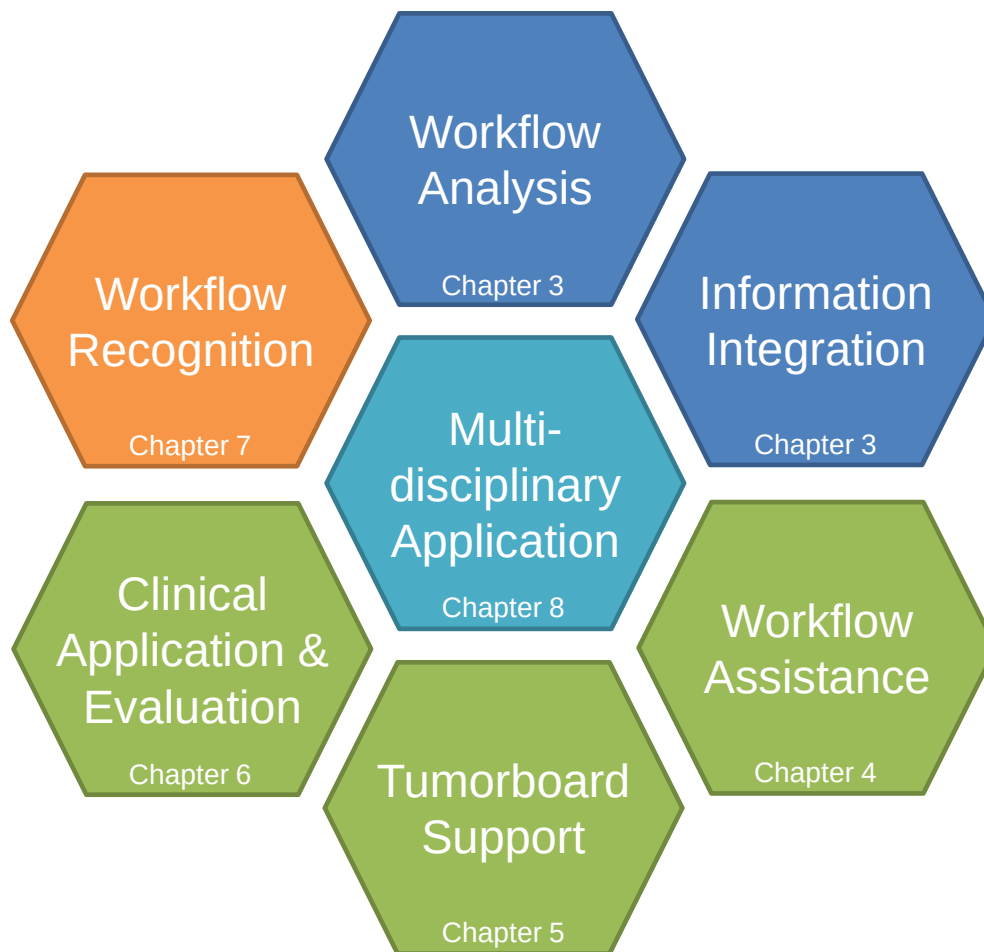 Workflow
Analysis
Chapter 3
Information
Integration
Chapter 3
Workflow
Assistance
Chapter 4
Tumorboard
Support
Chapter 5
Clinical
Application &
Evaluation
Chapter 6
Workflow
Recognition
Chapter 7
Multi-
disciplinary
Application
Chapter 8